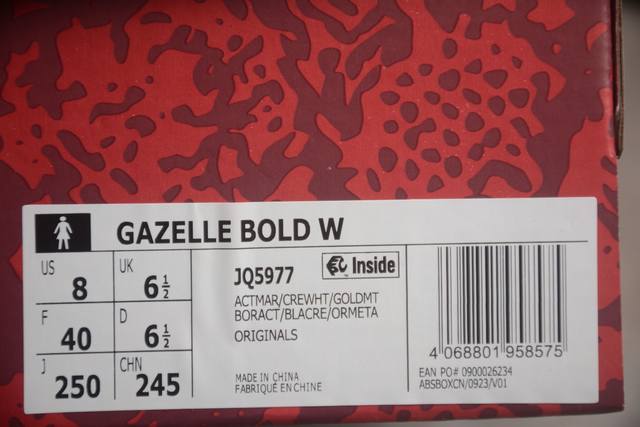 GAZELLE BOLD W
US 8 UK 6½
F 40 D 6½
J 250 CHN 245
JQ5977 Inside
ACTMAR/CREWHT/GOLDMT
BORACT/BLACRE/ORMETA
ORIGINALS
MADE IN CHINA
FABRIQUÉ EN CHINE
4 068801 958575
EAN PO# 0900026234
ABSBOXCN/0923/V01